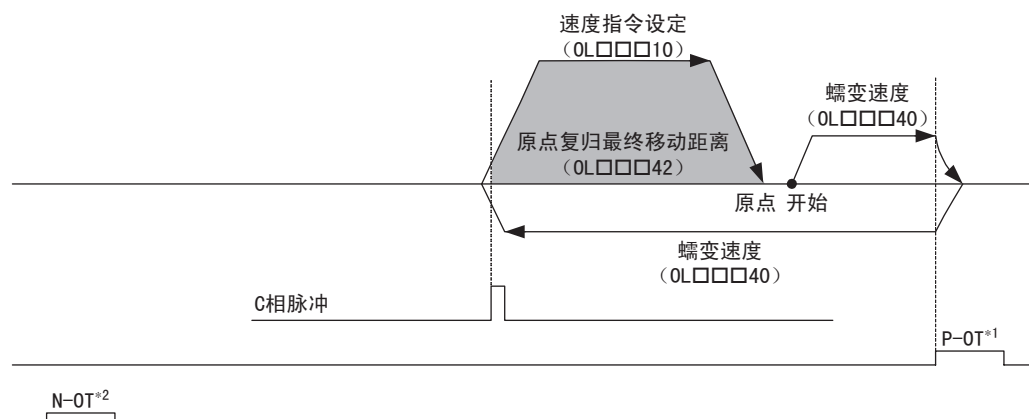 速度指令设定
（OL□□□10）
蠕变速度
（OL□□□40）
原点复归最终移动距离
（OL□□□42）
原点 开始
蠕变速度
（OL□□□40）
C相脉冲
P-OT*1
N-OT*2